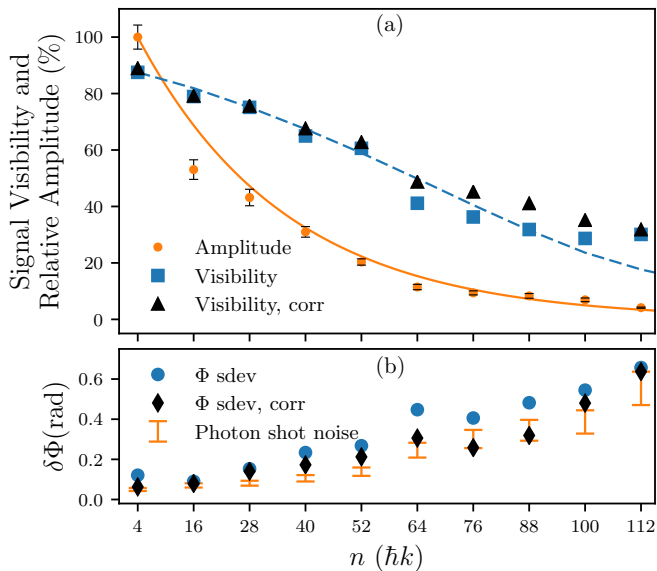 (a)
Signal Visibility and
Relative Amplitude (%)
100
80
60
40
20
0
Amplitude
Visibility
Visibility, corr
(b)
δΦ(rad)
0.6
0.4
0.2
0.0
Φ sdev
Φ sdev, corr
Photon shot noise
4 16 28 40 52 64 76 88 100 112
n (ħk)